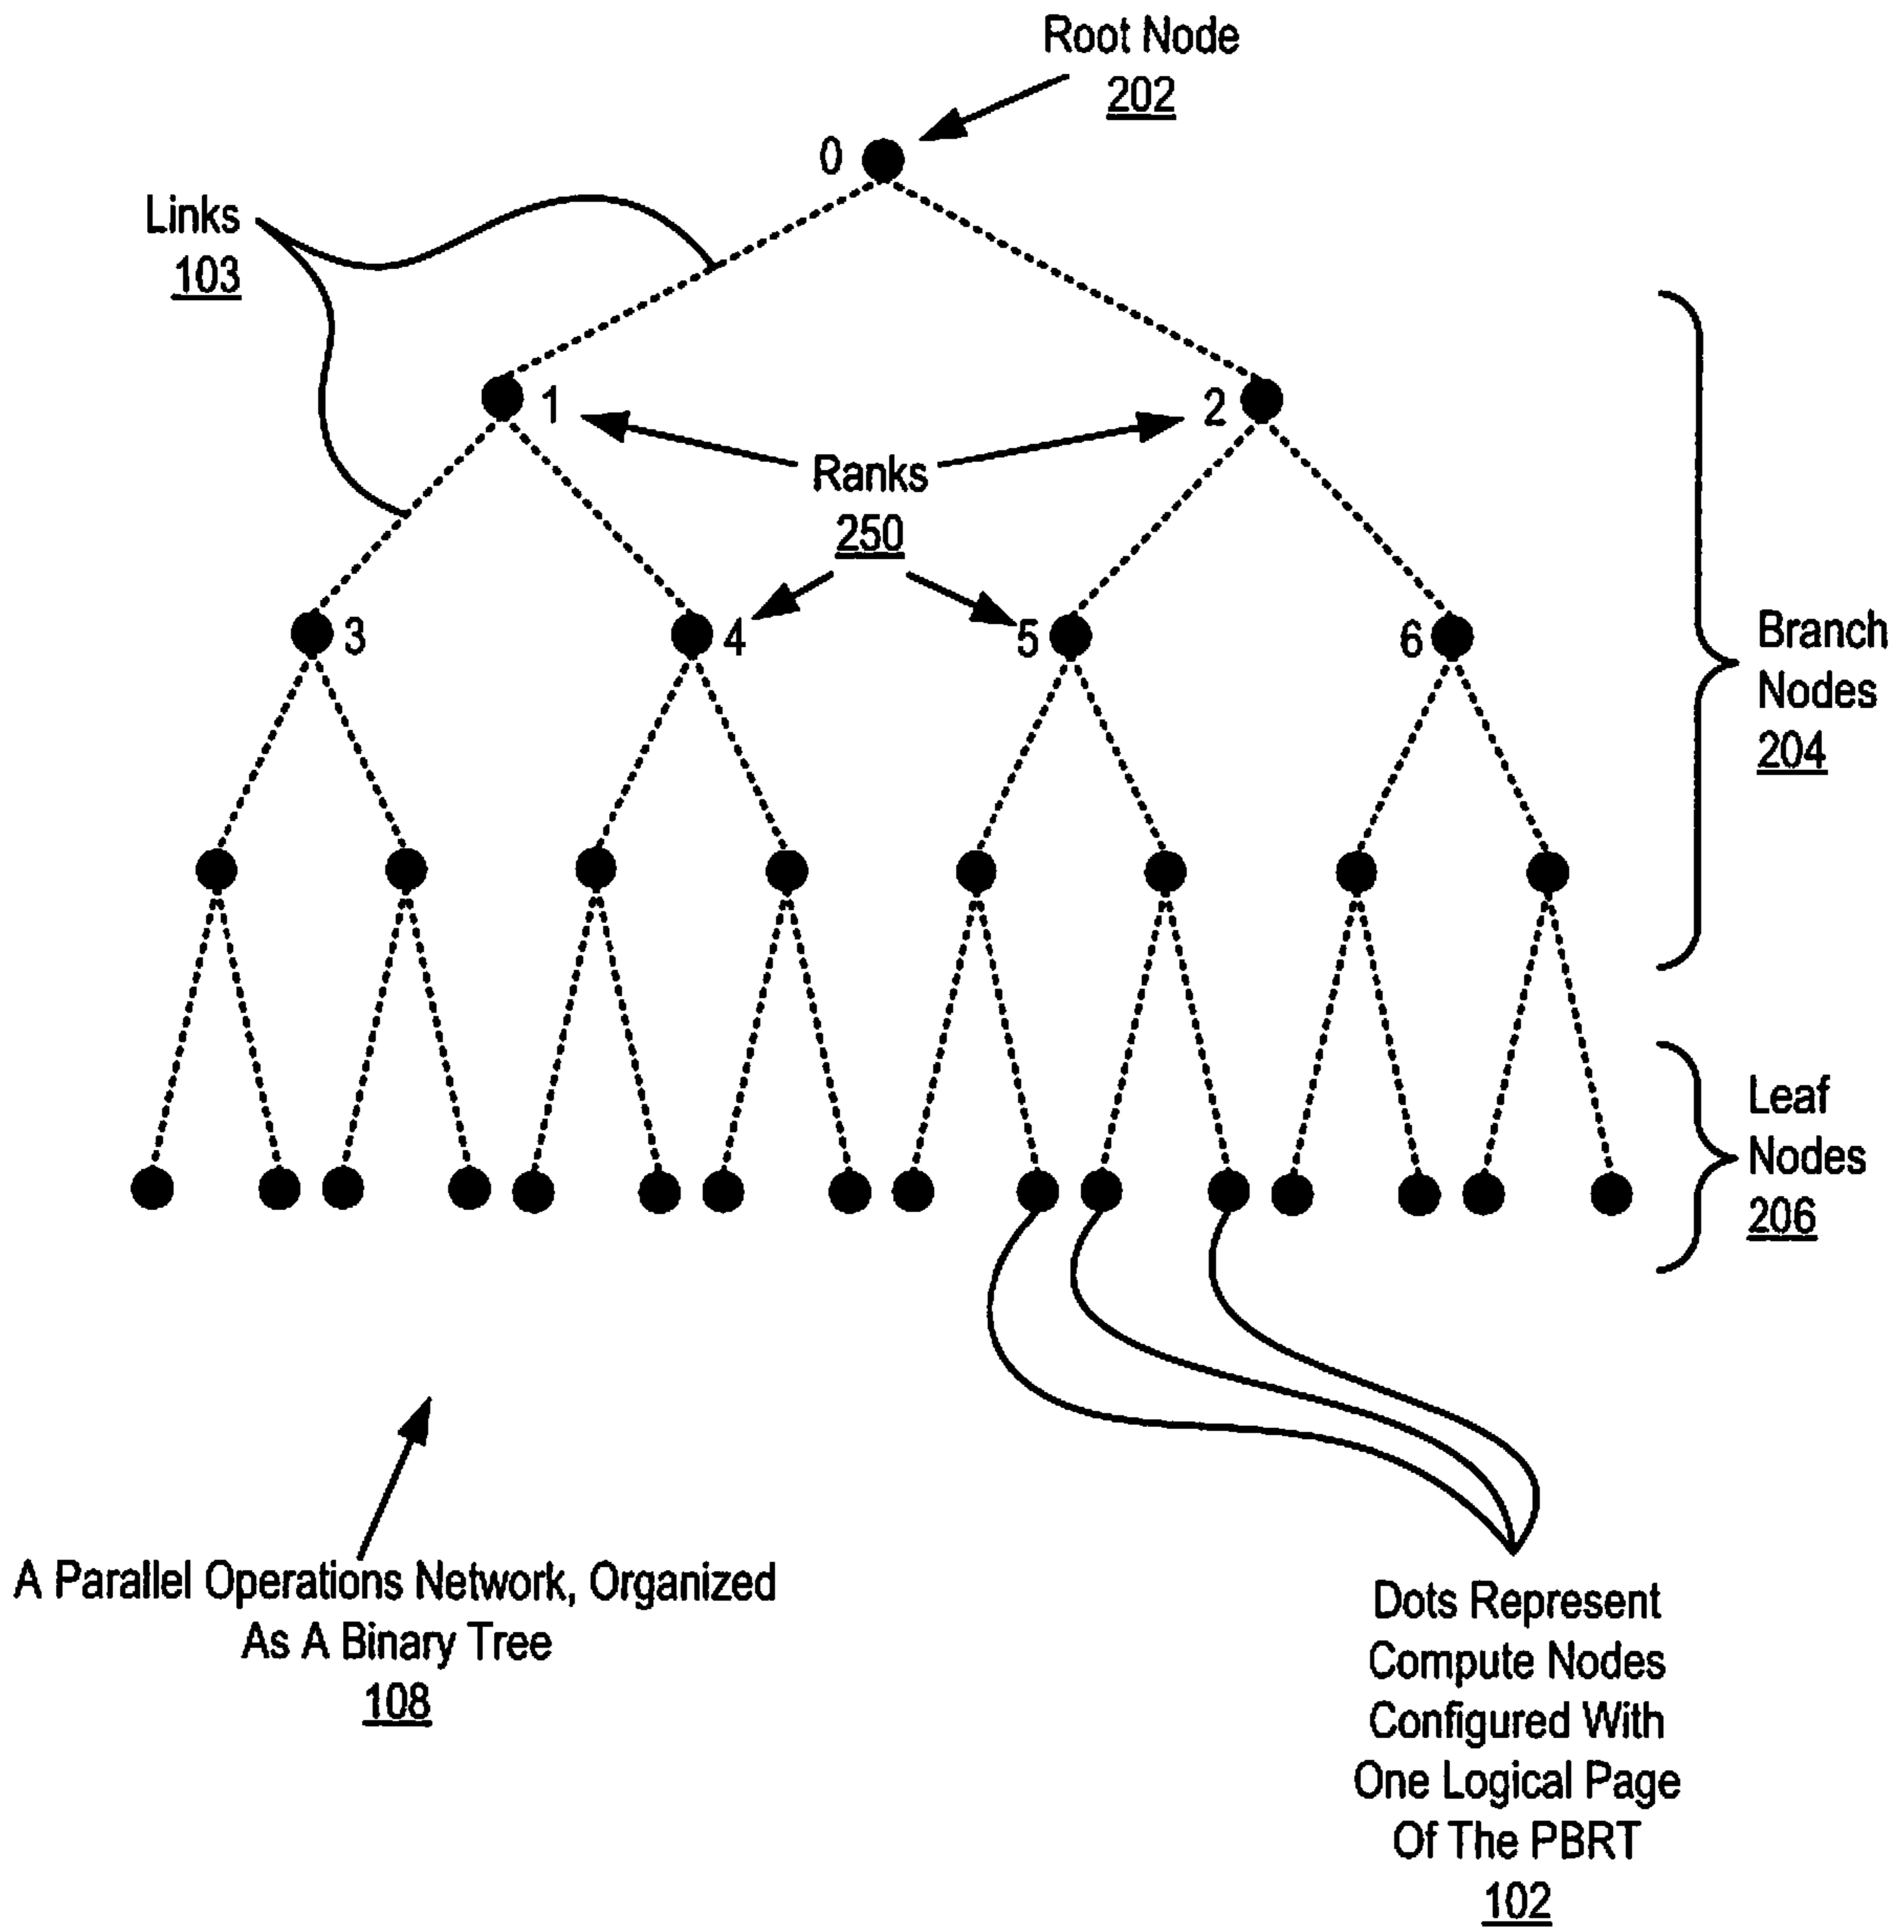 Root Node
202
0
Links
103
1
2
Ranks
250
3
4
5
6
Branch
Nodes
204
Leaf
Nodes
206
A Parallel Operations Network, Organized
As A Binary Tree
108
Dots Represent
Compute Nodes
Configured With
One Logical Page
Of The PBRT
102